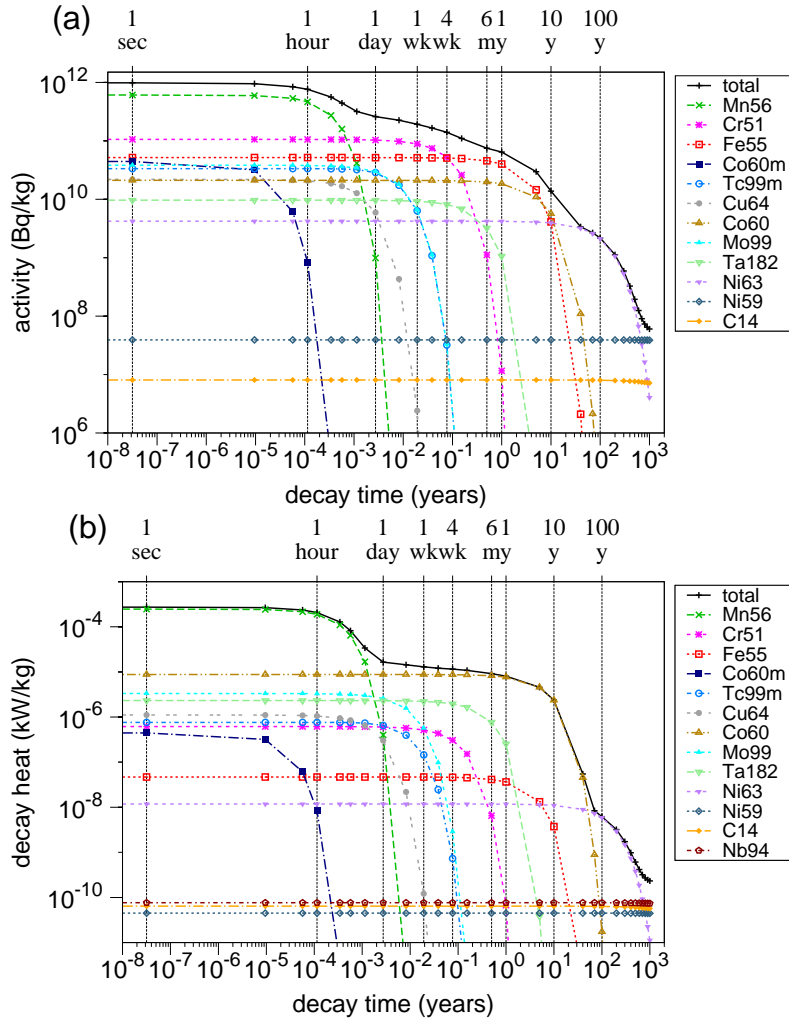 (a)
1 1 1 1 4 6 1 10 100
sec hour day wk wk m y y y
activity (Bq/kg)
10^12
10^10
10^8
10^6
10^-8 10^-7 10^-6 10^-5 10^-4 10^-3 10^-2 10^-1 10^0 10^1 10^2 10^3
decay time (years)
total
Mn56
Cr51
Fe55
Co60m
Tc99m
Cu64
Co60
Mo99
Ta182
Ni63
Ni59
C14
(b)
1 1 1 1 4 6 1 10 100
sec hour day wk wk m y y y
decay heat (kW/kg)
10^-4
10^-6
10^-8
10^-10
10^-8 10^-7 10^-6 10^-5 10^-4 10^-3 10^-2 10^-1 10^0 10^1 10^2 10^3
decay time (years)
total
Mn56
Cr51
Fe55
Co60m
Tc99m
Cu64
Co60
Mo99
Ta182
Ni63
Ni59
C14
Nb94